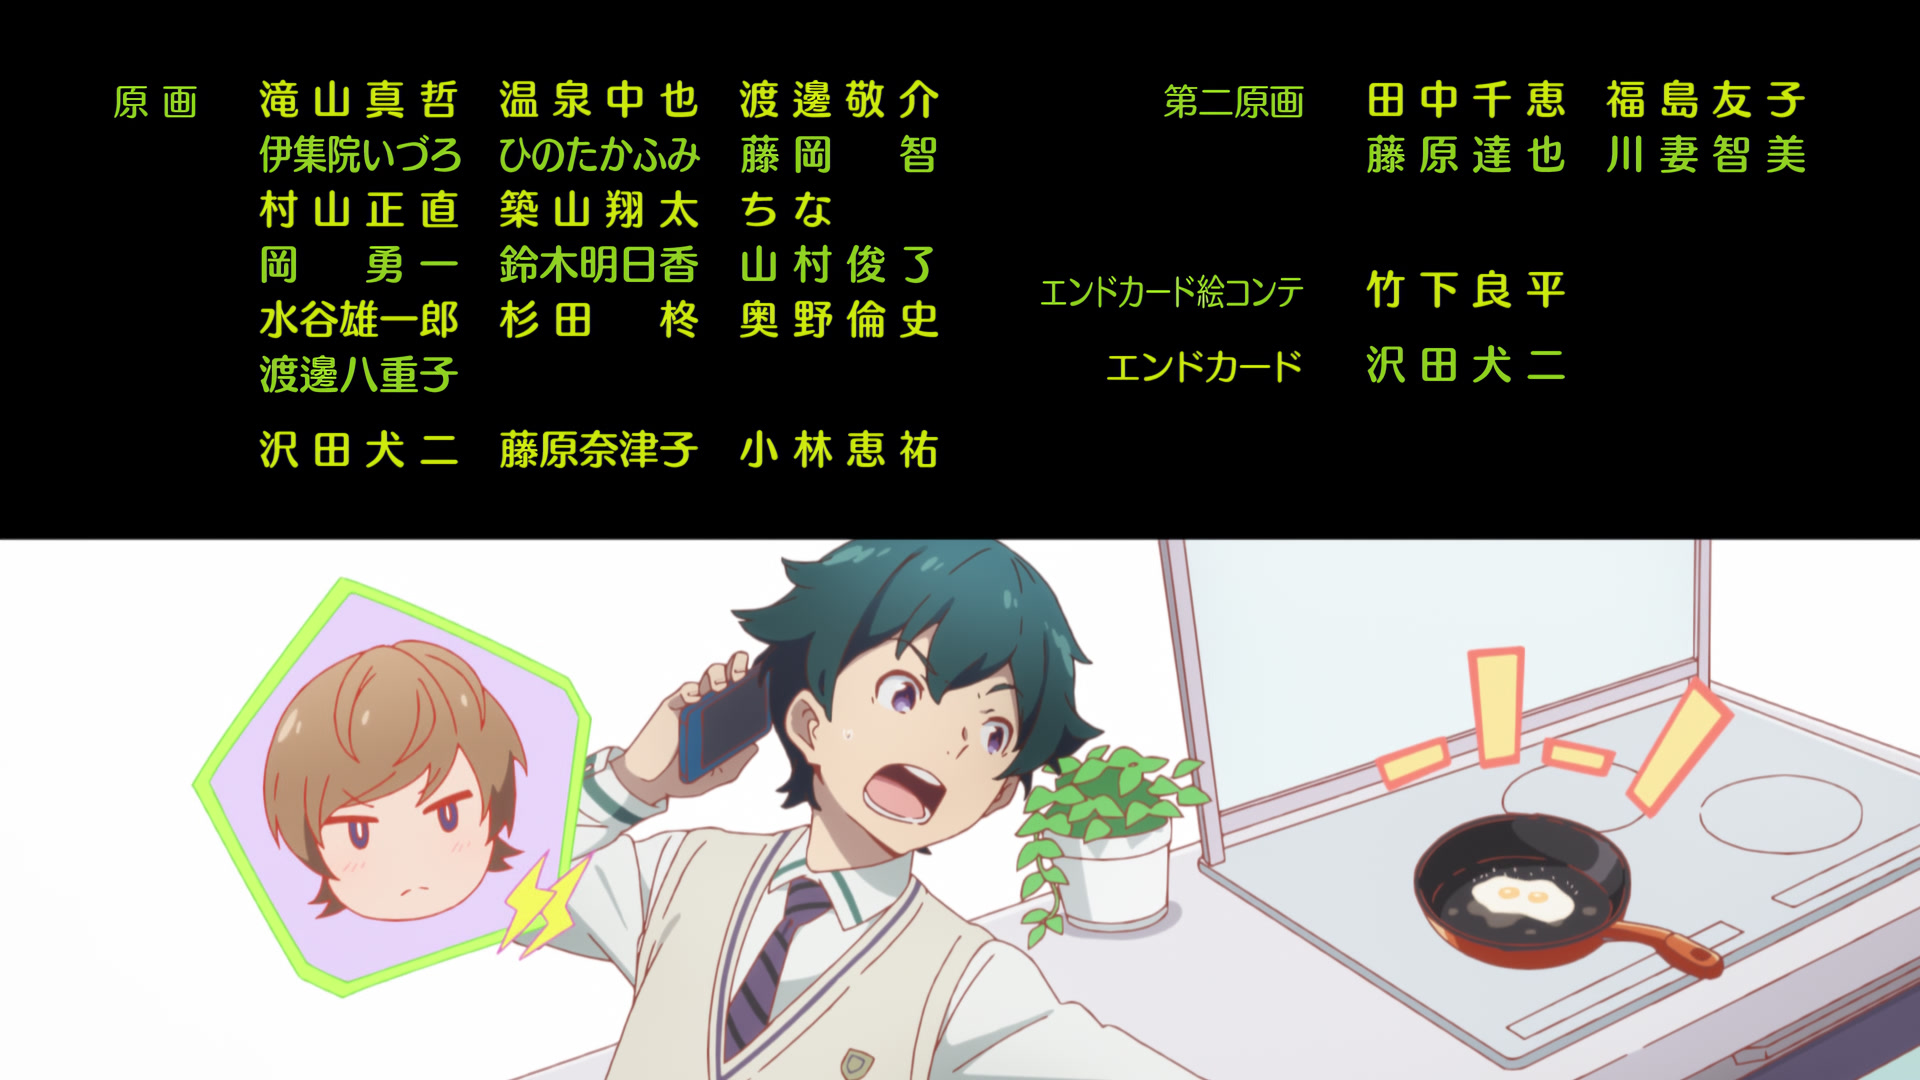 原画 滝山真哲 温泉中也 渡邊敬介
伊集院いづろ ひのたかふみ 藤岡 智
村山正直 築山翔太 ちな
岡 勇一 鈴木明日香 山村俊了
水谷雄一郎 杉田 柊 奥野倫史
渡邊八重子
沢田犬二 藤原奈津子 小林恵祐
第二原画 田中千恵 福島友子
藤原達也 川妻智美
エンドカード絵コンテ 竹下良平
エンドカード 沢田犬二